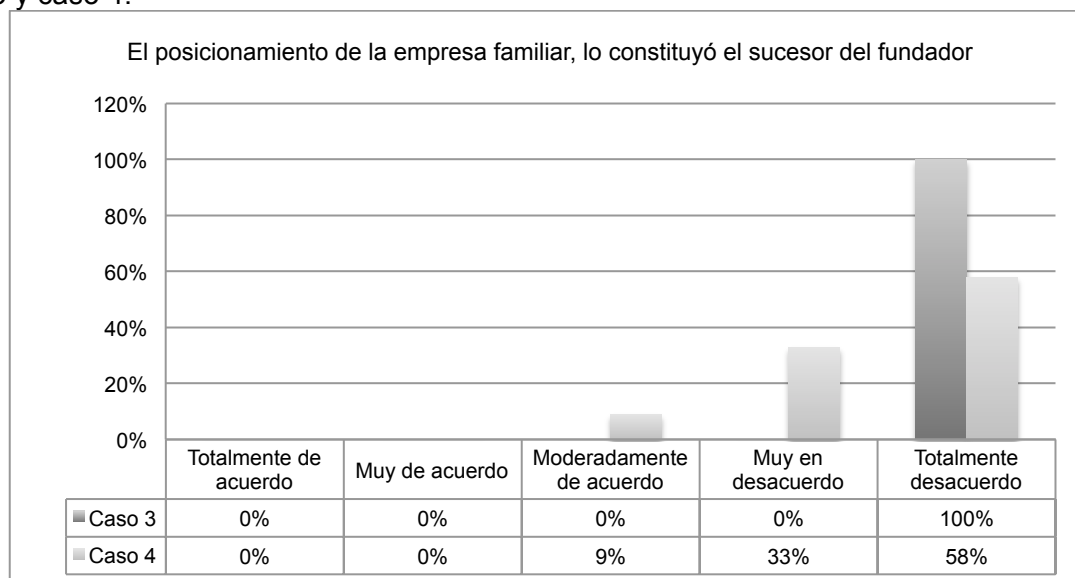 El posicionamiento de la empresa familiar, lo constituyó el sucesor del fundador
120%
100%
80%
60%
40%
20%
0%
Totalmente de acuerdo
Muy de acuerdo
Moderadamente de acuerdo
Muy en desacuerdo
Totalmente desacuerdo
Caso 3 0% 0% 0% 0% 100%
Caso 4 0% 0% 9% 33% 58%